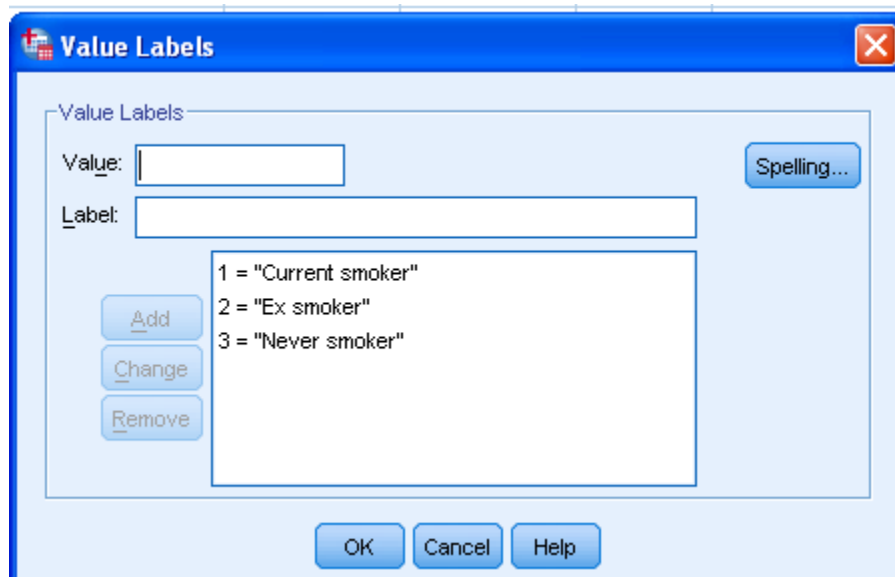 Value Labels
Value Labels
Value:
Spelling...
Label:
1 = "Current smoker"
2 = "Ex smoker"
3 = "Never smoker"
Add
Change
Remove
OK Cancel Help